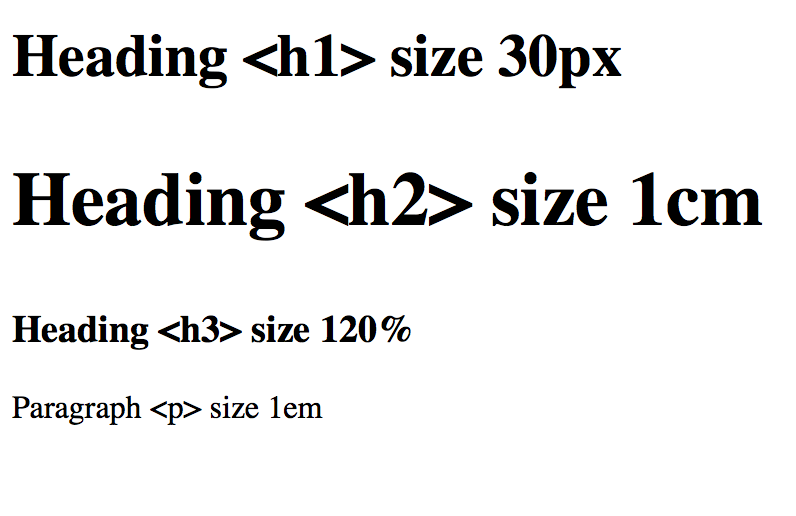 Heading <h1> size 30px
Heading <h2> size 1cm
Heading <h3> size 120%
Paragraph <p> size 1em